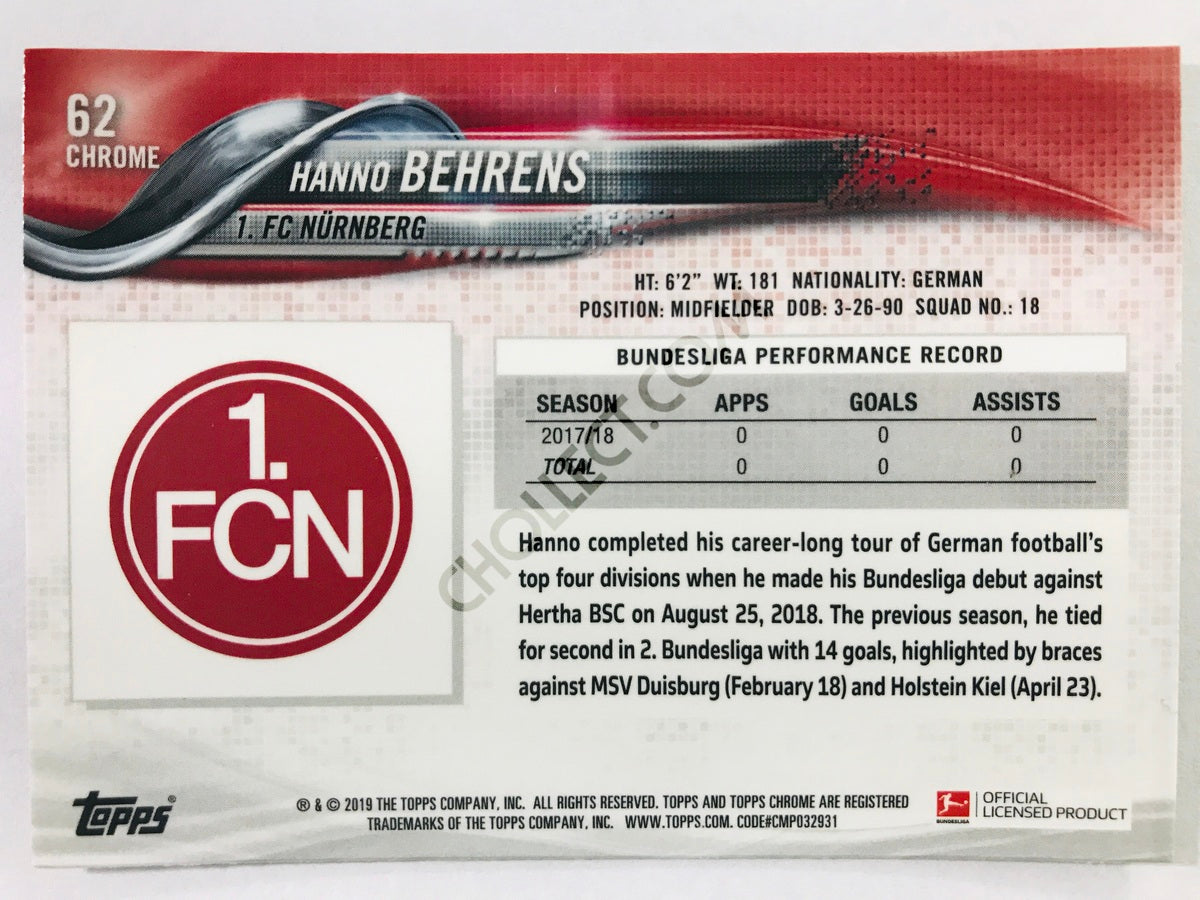 62
CHROME
HANNO BEHRENS
1. FC NÜRNBERG
HT: 6'2" WT: 181 NATIONALITY: GERMAN
POSITION: MIDFIELDER DOB: 3-26-90 SQUAD NO.: 18
BUNDESLIGA PERFORMANCE RECORD
SEASON APPS GOALS ASSISTS
2017/18 0 0 0
TOTAL 0 0 0
1.
FCN
Hanno completed his career-long tour of German football's
top four divisions when he made his Bundesliga debut against
Hertha BSC on August 25, 2018. The previous season, he tied
for second in 2. Bundesliga with 14 goals, highlighted by braces
against MSV Duisburg (February 18) and Holstein Kiel (April 23).
CHOLLECT.COM
Topps®
® & © 2019 THE TOPPS COMPANY, INC. ALL RIGHTS RESERVED. TOPPS AND TOPPS CHROME ARE REGISTERED
TRADEMARKS OF THE TOPPS COMPANY, INC. WWW.TOPPS.COM. CODE#CMP032931
BUNDESLIGA
OFFICIAL
LICENSED PRODUCT